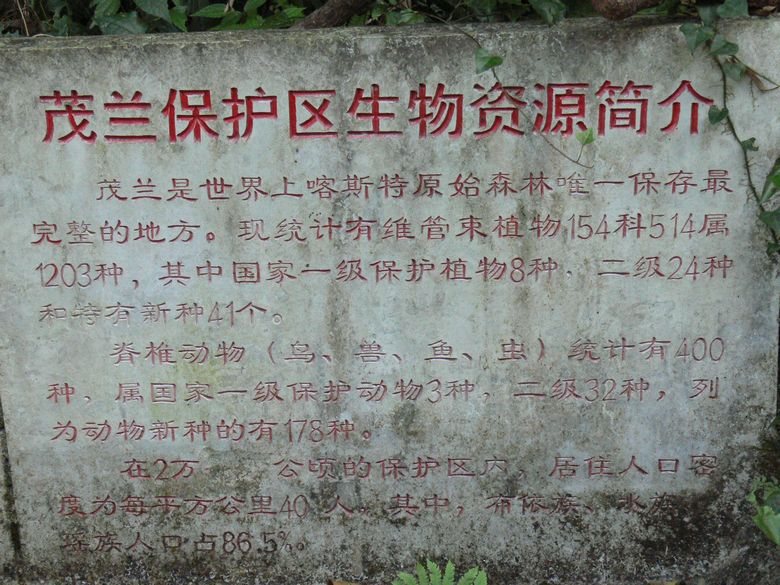 茂兰保护区生物资源简介
茂兰是世界上喀斯特原始森林唯一保存最
完整的地方。现统计有维管束植物154科514属
1203种，其中国家一级保护植物8种，二级24种
和特有新种41个。
脊椎动物（鸟、兽、鱼、虫）统计有400
种，属国家一级保护动物3种，二级32种，列
为动物新种的有178种。
在2万 公顷的保护区内，居住人口密
度为每平方公里40人，其中，布依族、水族
瑶族人口占86.5%。